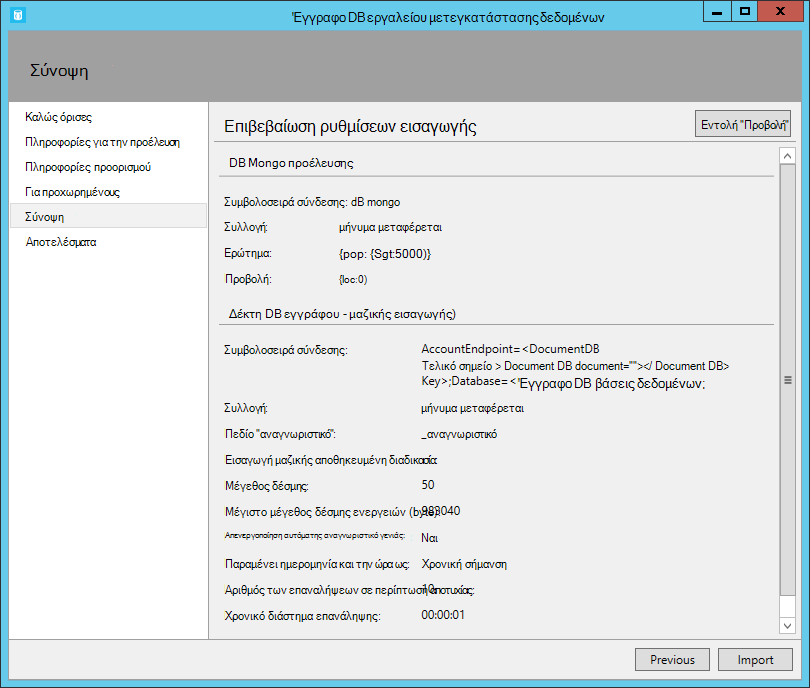 Έγγραφο DB εργαλείου μετεγκατάστασης δεδομένων
Σύνοψη
Καλώς όρισες
Πληροφορίες για την προέλευση
Πληροφορίες προορισμού
Για προχωρημένους
Σύνοψη
Αποτελέσματα
Επιβεβαίωση ρυθμίσεων εισαγωγής
Εντολή "Προβολή"
DB Mongo προέλευσης
Συμβολοσειρά σύνδεσης: dB mongo
Συλλογή: μήνυμα μεταφέρεται
Ερώτημα: {pop: {Sgt:5000)}
Προβολή: {loc:0)
Δέκτη DB εγγράφου - μαζικής εισαγωγής)
Συμβολοσειρά σύνδεσης: AccountEndpoint= <DocumentDB
Τελικό σημείο > Document DB document=""></ Document DB>
Key>;Database= < Έγγραφο DB βάσεις δεδομένων;
Συλλογή: μήνυμα μεταφέρεται
Πεδίο "αναγνωριστικό": _αναγνωριστικό
Εισαγωγή μαζικής αποθηκευμένη διαδικασία:
Μέγεθος δέσμης: 50
Μέγιστο μέγεθος δέσμης ενεργειών (byte): 983040
Απενεργοποίηση αυτόματης αναγνωριστικό γενιάς: Ναι
Παραμένει ημερομηνία και την ώρα ως: Χρονική σήμανση
Αριθμός των επαναλήψεων σε περίπτωση αποτυχίας: 10
Χρονικό διάστημα επανάληψης: 00:00:01
Previous
Import